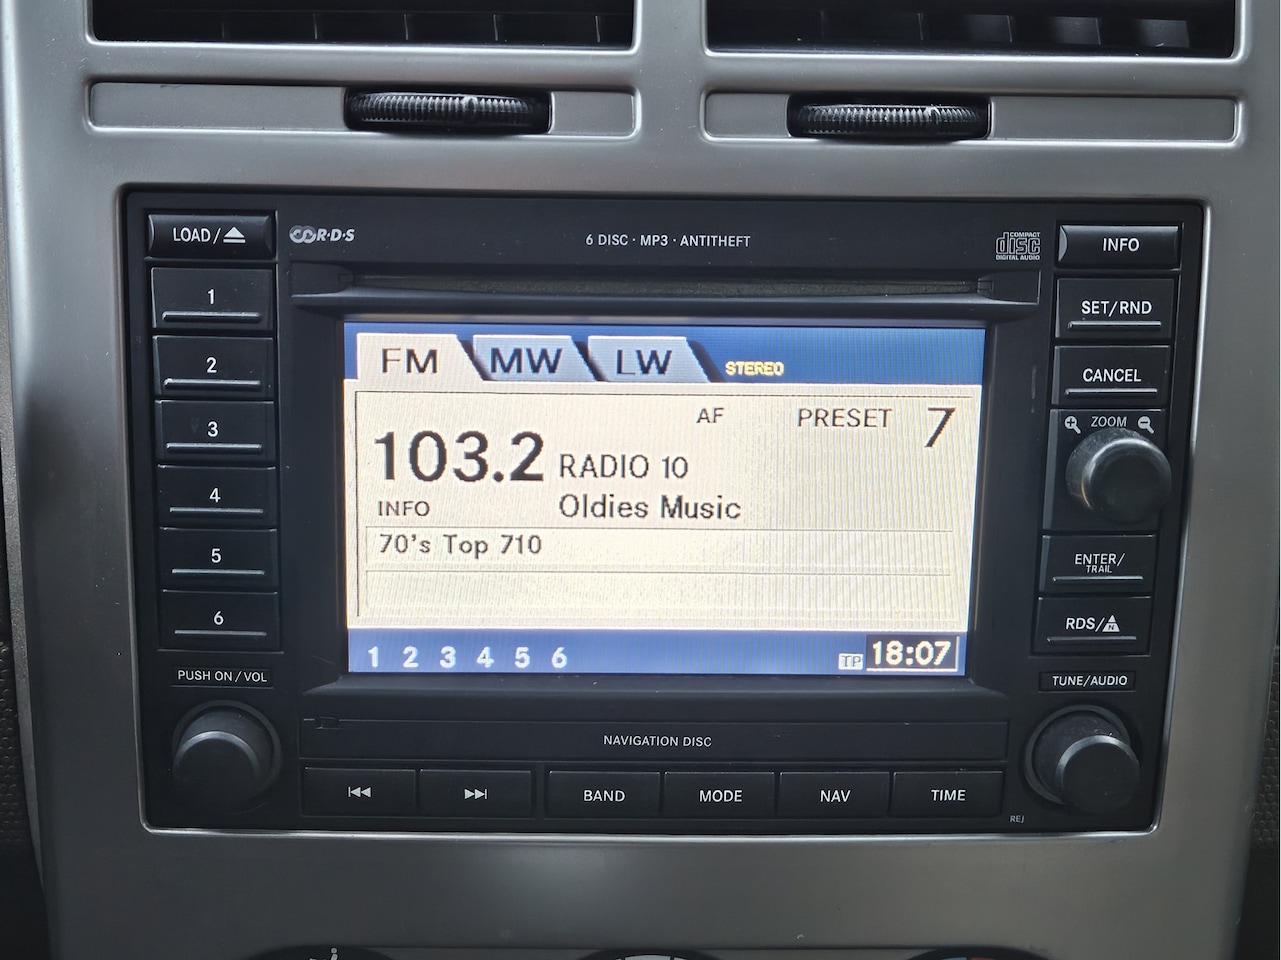 LOAD/
R·D·S
6 DISC · MP3 · ANTITHEFT
COMPACT
disc
DIGITAL AUDIO
INFO
1
2
3
4
5
6
SET/RND
CANCEL
ZOOM
ENTER/
TRAIL
RDS/
N
FM MW LW STEREO
AF PRESET 7
103.2 RADIO 10
INFO Oldies Music
70's Top 710
1 2 3 4 5 6 TP 18:07
PUSH ON / VOL
TUNE/AUDIO
NAVIGATION DISC
BAND MODE NAV TIME
REJ